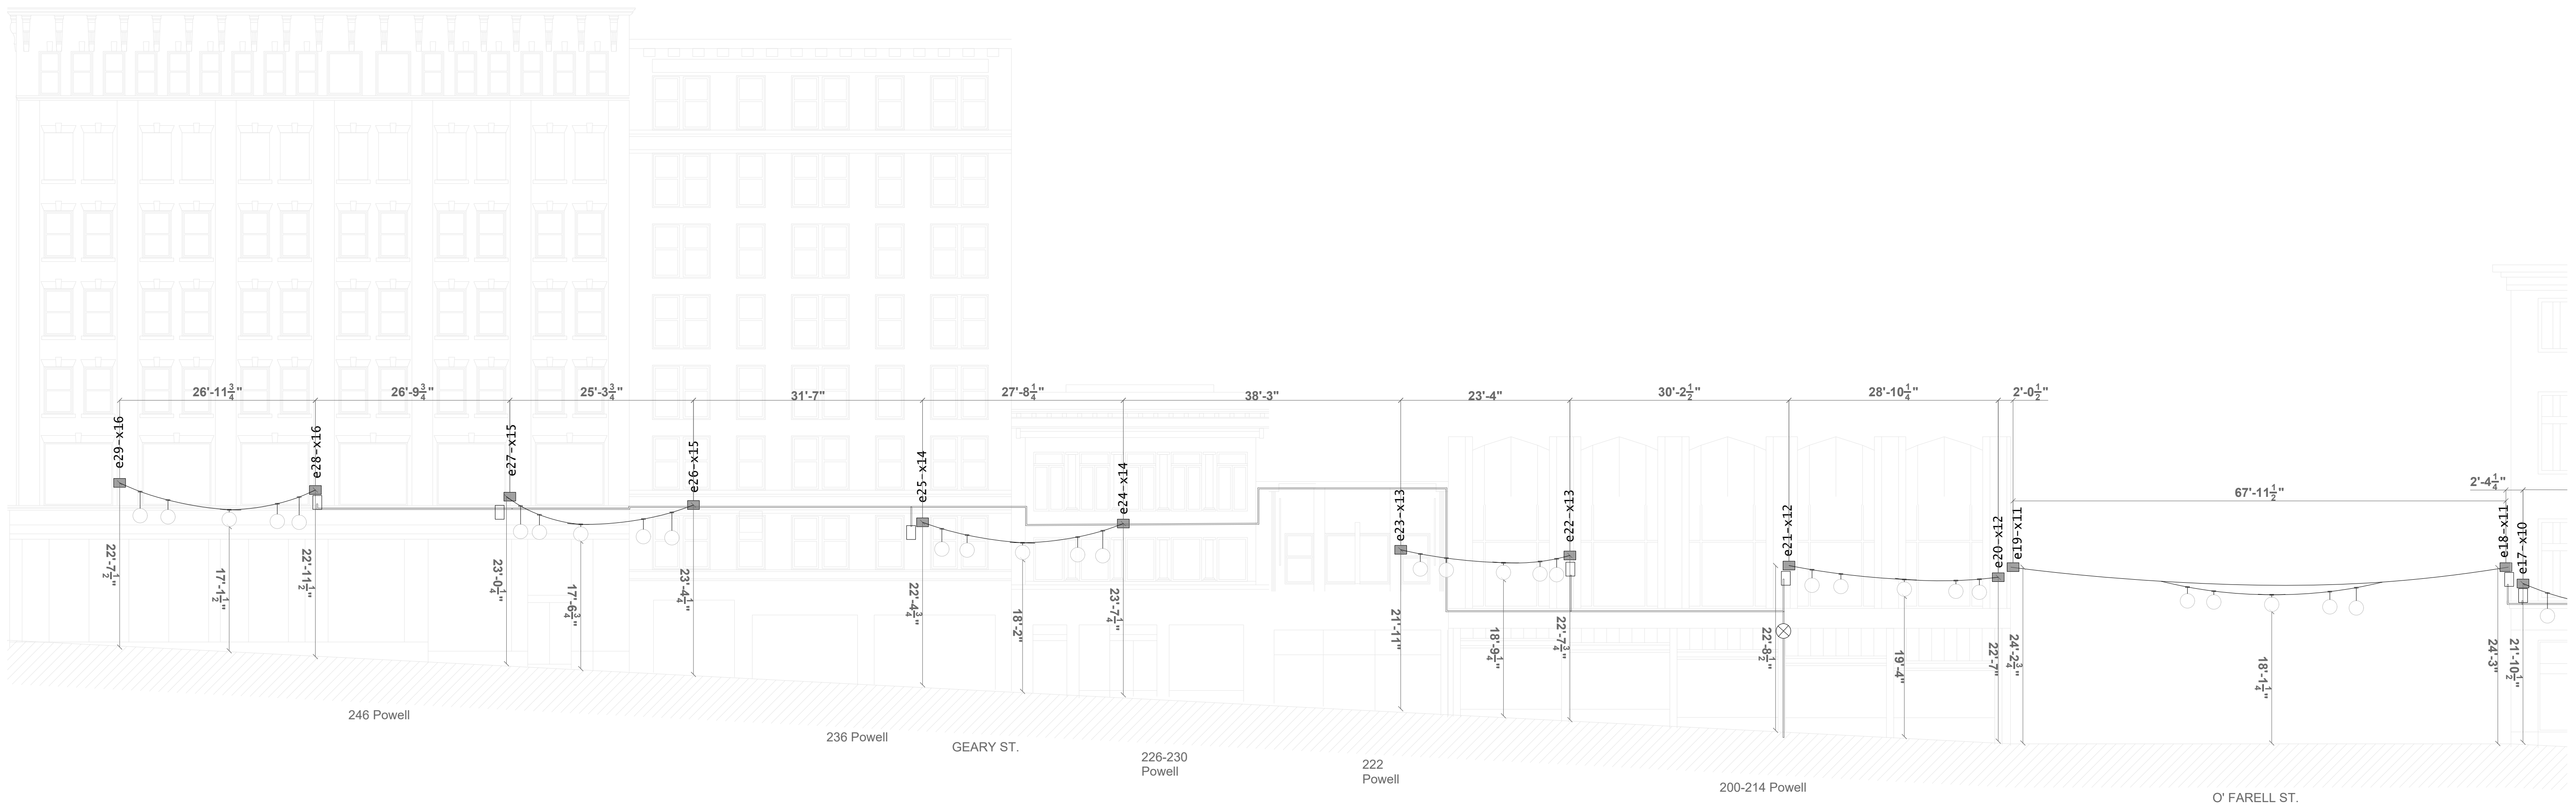 26'-11 3/4"
26'-9 3/4"
25'-3 3/4"
31'-7"
27'-8 1/4"
38'-3"
23'-4"
30'-2 1/2"
28'-10 1/4"
2'-0 1/2"
2'-4 1/4"
67'-11 1/2"
e29-x16
e28-x16
e27-x15
e26-x15
e25-x14
e24-x14
e23-x13
e22-x13
e21-x12
e20-x12
e19-x11
e18-x11
e17-x10
22'-7 1/2"
17'-1 1/2"
22'-11 1/2"
23'-0 1/4"
17'-6 3/4"
23'-4 1/4"
22'-4 3/4"
18'-2"
23'-7 1/4"
21'-11"
18'-9 1/4"
22'-7 3/4"
22'-8 1/2"
19'-4"
22'-7"
24'-2 3/4"
18'-1 1/4"
24'-3"
21'-10 1/2"
246 Powell
236 Powell
GEARY ST.
226-230
Powell
222
Powell
200-214 Powell
O' FARELL ST.